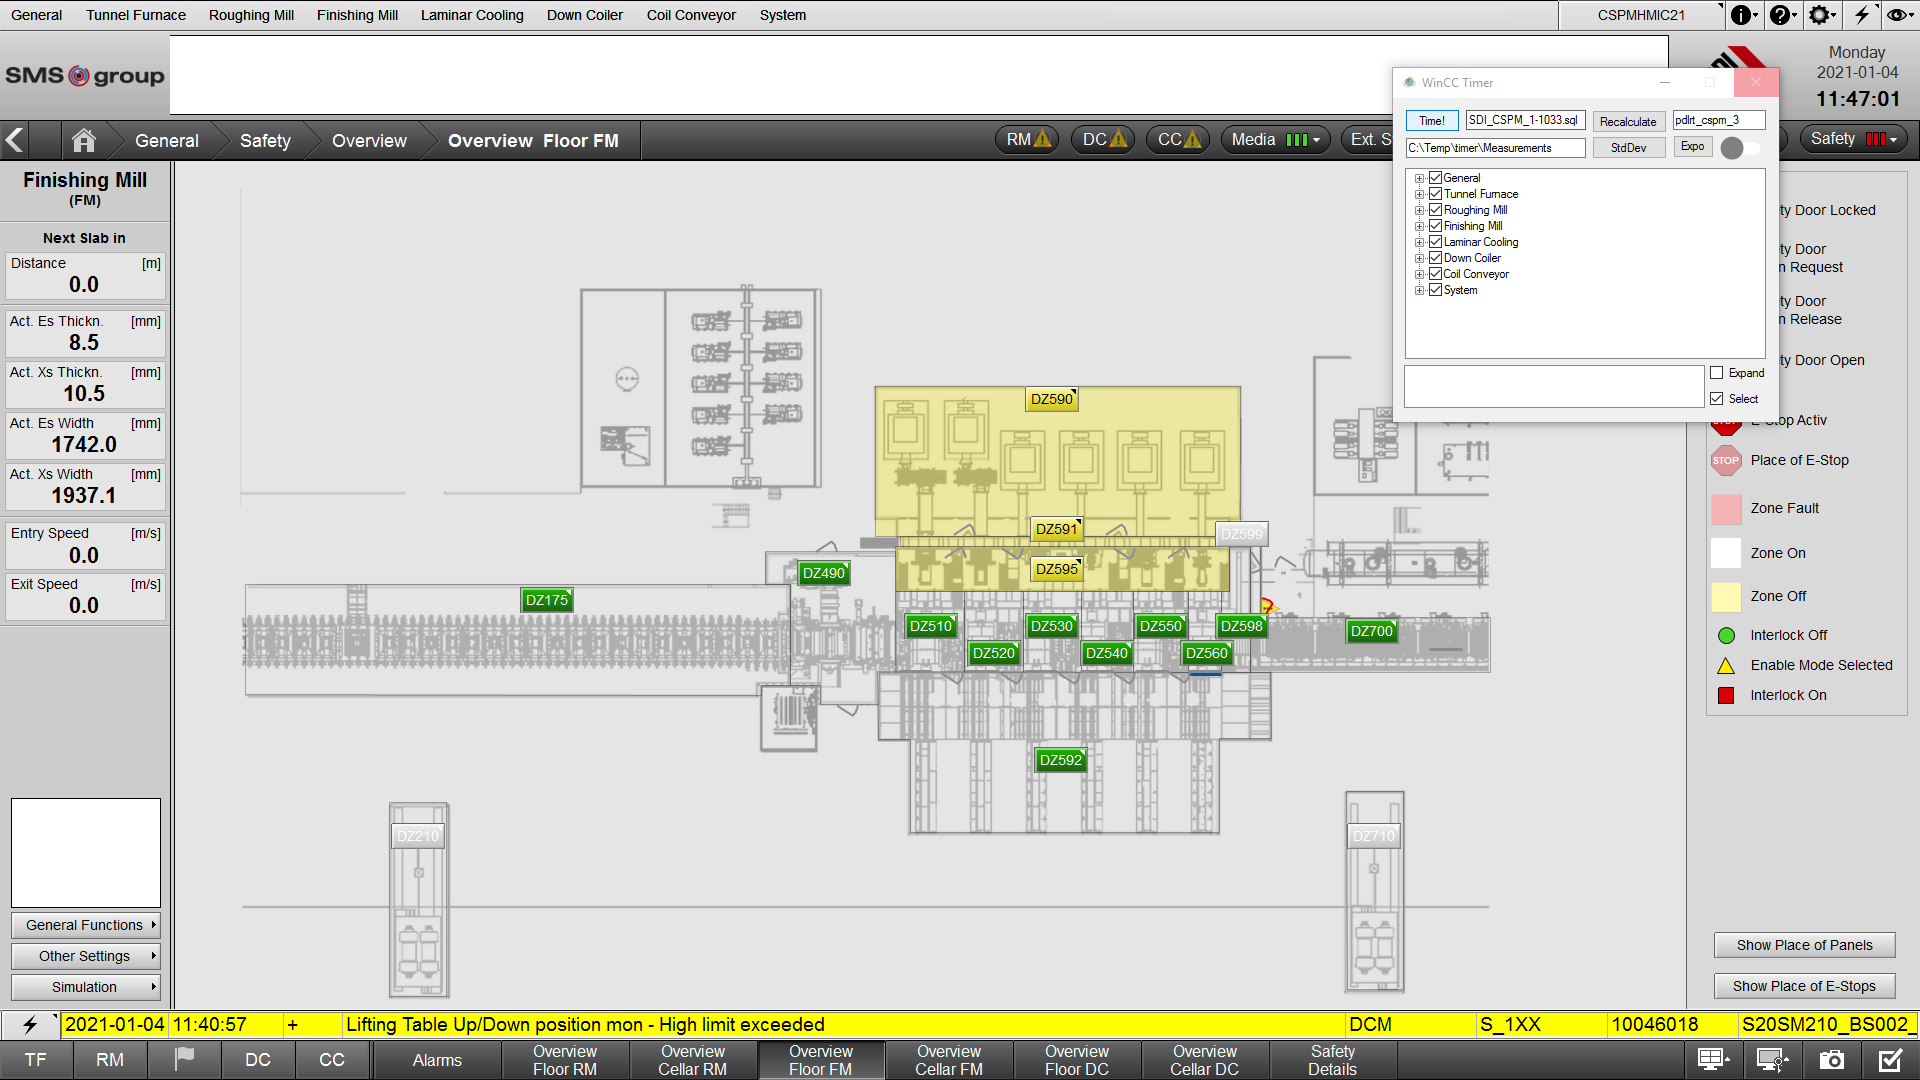 General Tunnel Furnace Roughing Mill Finishing Mill Laminar Cooling Down Coiler Coil Conveyor System CSPMHMIC21
SMS group
Monday
2021-01-04
11:47:01
General Safety Overview Overview Floor FM RM DC CC Media Ext. S Safety
WinCC Timer
Time! SDI_CSPM_1-1033.sql Recalculate pdlrt_cspm_3
C:\Temp\timer\Measurements StdDev Expo
General
Tunnel Furnace
Roughing Mill
Finishing Mill
Laminar Cooling
Down Coiler
Coil Conveyor
System
Expand
Select
Finishing Mill
(FM)
Next Slab in
Distance [m]
0.0
Act. Es Thickn. [mm]
8.5
Act. Xs Thickn. [mm]
10.5
Act. Es Width [mm]
1742.0
Act. Xs Width [mm]
1937.1
Entry Speed [m/s]
0.0
Exit Speed [m/s]
0.0
General Functions
Other Settings
Simulation
DZ590
DZ591
DZ599
DZ595
DZ490
DZ175
DZ510
DZ530
DZ550
DZ598
DZ700
DZ520
DZ540
DZ560
DZ592
DZ210
DZ710
ty Door Locked
ty Door
n Request
ty Door
n Release
ty Door Open
E-Stop Activ
STOP Place of E-Stop
Zone Fault
Zone On
Zone Off
Interlock Off
Enable Mode Selected
Interlock On
Show Place of Panels
Show Place of E-Stops
2021-01-04 11:40:57 + Lifting Table Up/Down position mon - High limit exceeded DCM S_1XX 10046018 S20SM210_BS002_
TF RM DC CC Alarms
Overview
Floor RM
Overview
Cellar RM
Overview
Floor FM
Overview
Cellar FM
Overview
Floor DC
Overview
Cellar DC
Safety
Details